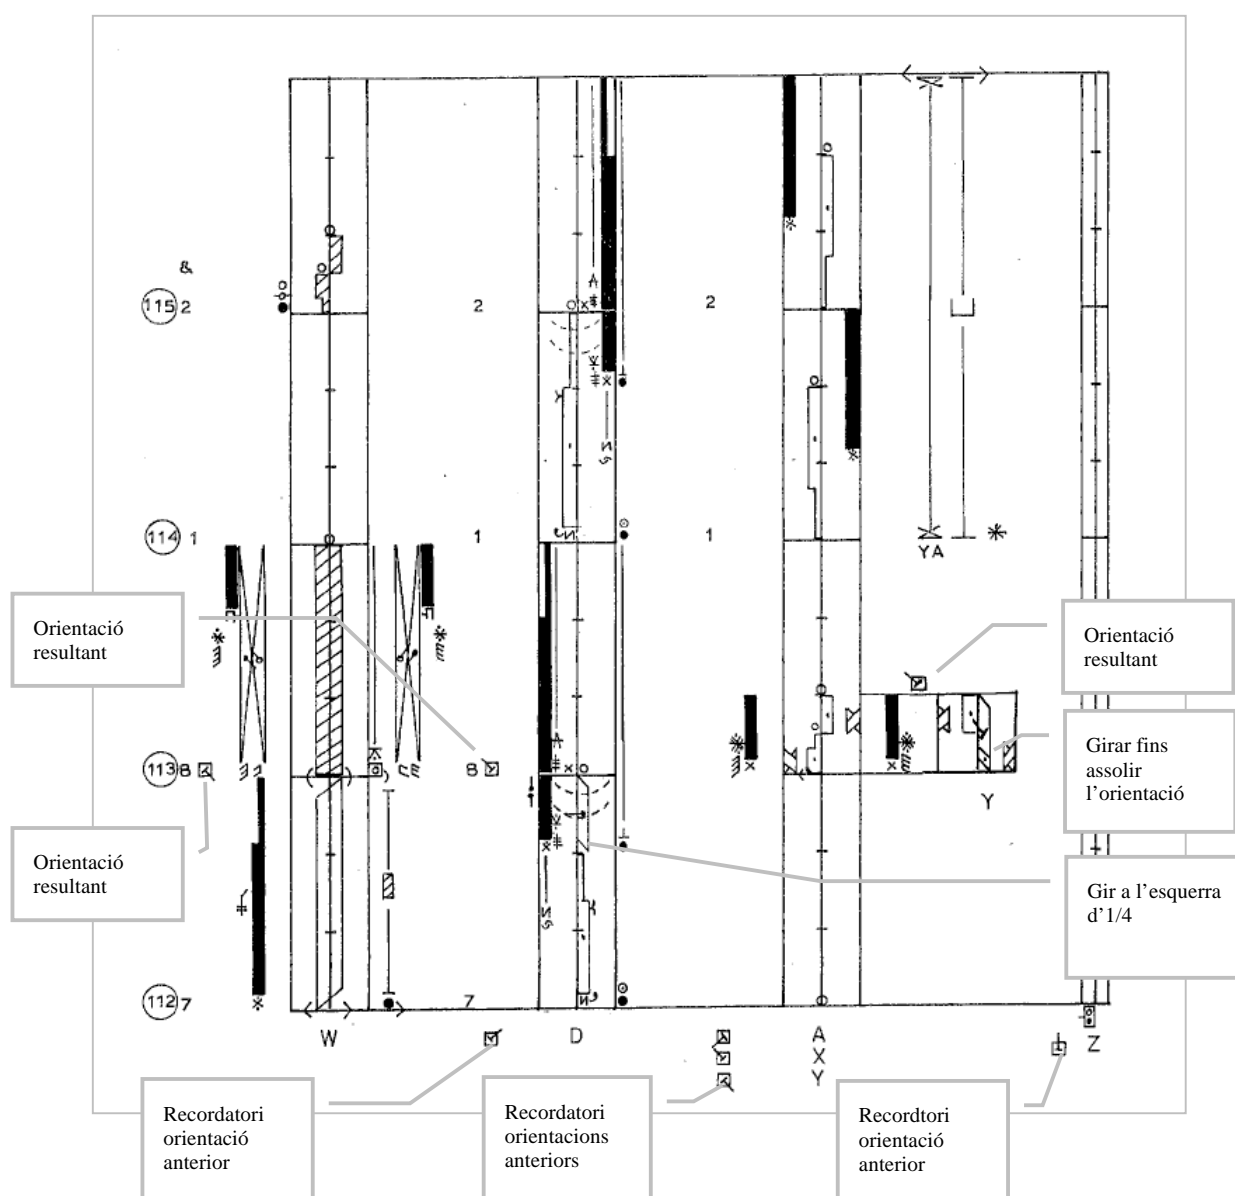 &
115 2
2
2
114 1
1
1
YA
Orientació
resultant
Orientació
resultant
Girar fins
assolir
l'orientació
113 8
8
Y
Orientació
resultant
Gir a l'esquerra
d'1/4
112 7
7
W
D
A
X
Y
Z
Recordatori
orientació
anterior
Recordatori
orientacions
anteriors
Recordtori
orientació
anterior